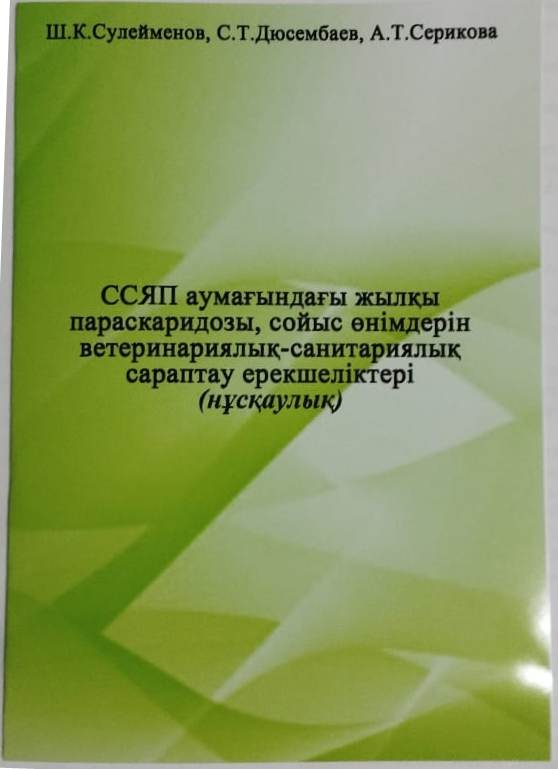 Ш.К.Сулейменов, С.Т.Дюсембаев, А.Т.Серикова
ССЯП аумағындағы жылқы
параскаридозы, сойыс өнімдерін
ветеринариялық-санитариялық
сараптау ерекшеліктері
(нұсқаулық)